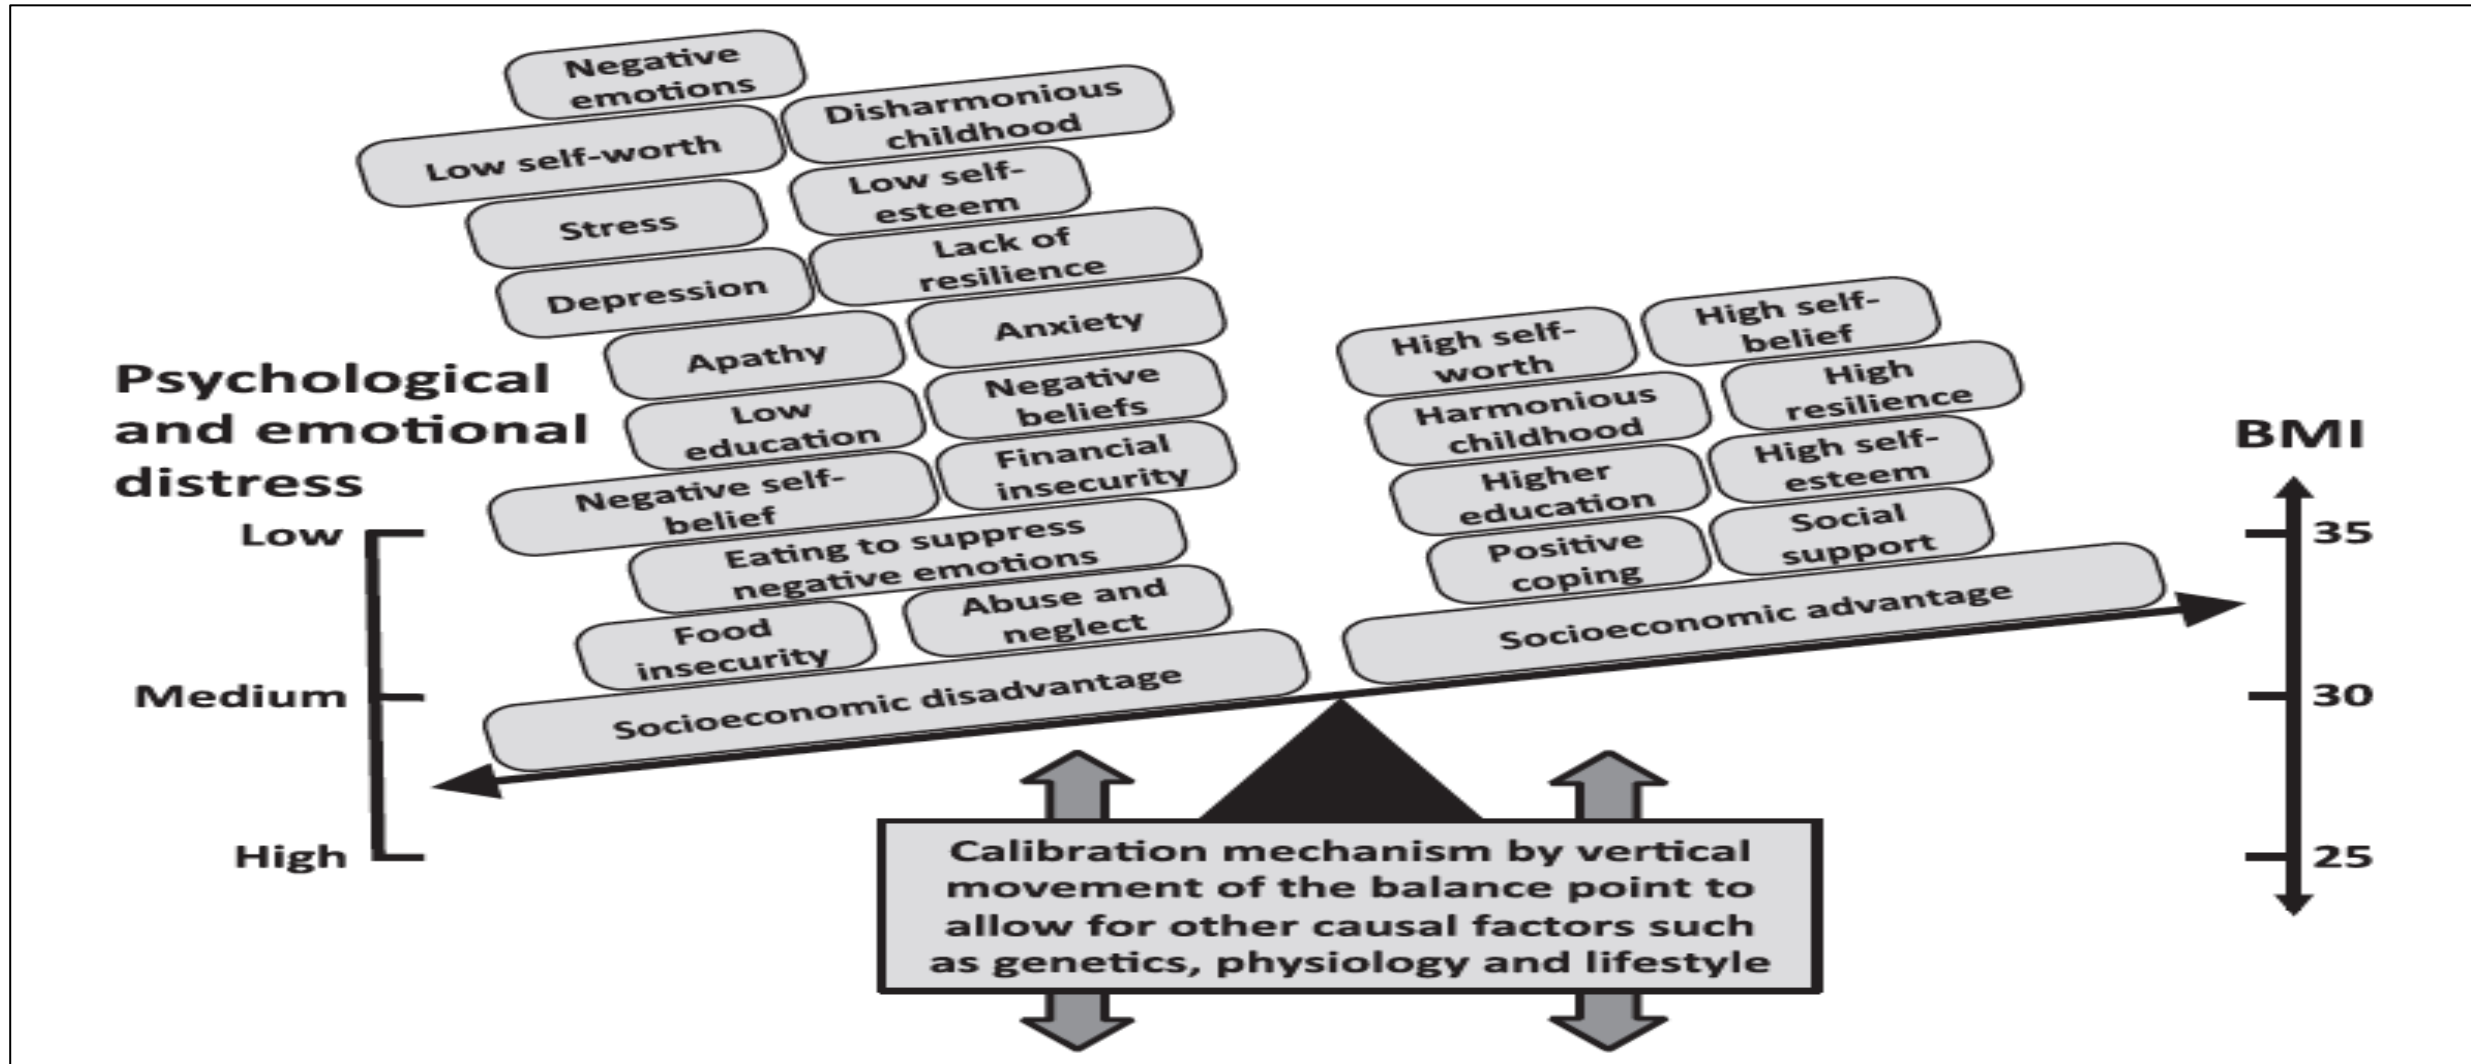 Negative
emotions
Disharmonious
childhood
Low self-worth
Low self-
esteem
Stress
Lack of
resilience
Depression
Anxiety
Apathy
Negative
beliefs
Low
education
Financial
insecurity
Negative self-
belief
Eating to suppress
negative emotions
Abuse and
neglect
Food
insecurity
Socioeconomic disadvantage
High self-
worth
High self-
belief
Harmonious
childhood
High
resilience
Higher
education
High self-
esteem
Positive
coping
Social
support
Socioeconomic advantage
Psychological
and emotional
distress
Low
Medium
High
BMI
35
30
25
Calibration mechanism by vertical
movement of the balance point to
allow for other causal factors such
as genetics, physiology and lifestyle